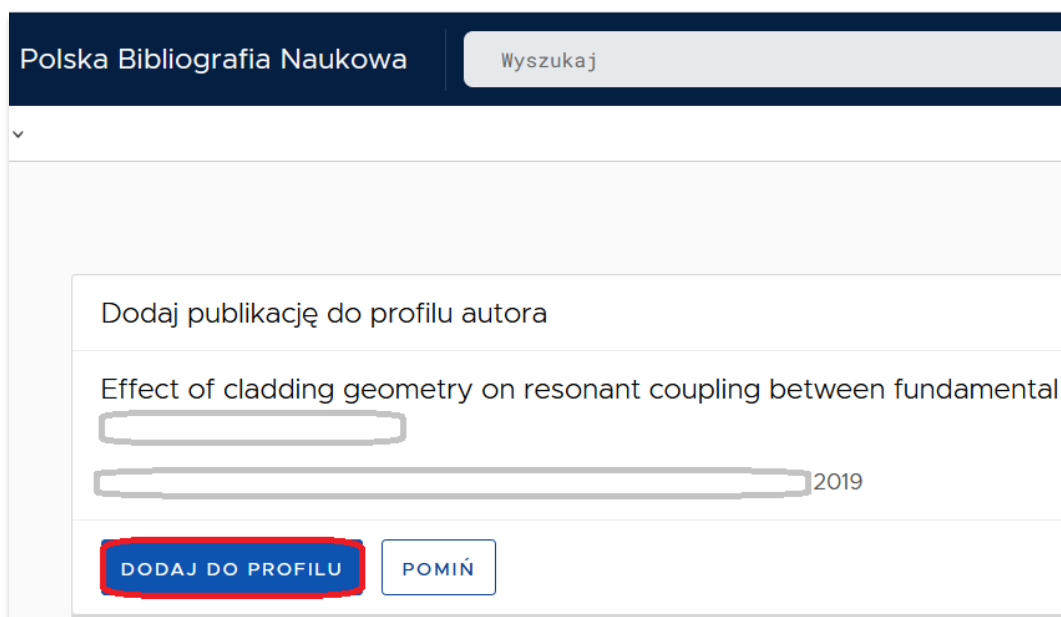 Polska Bibliografia Naukowa
Wyszukaj
Dodaj publikację do profilu autora
Effect of cladding geometry on resonant coupling between fundamental
2019
DODAJ DO PROFILU
POMIŃ